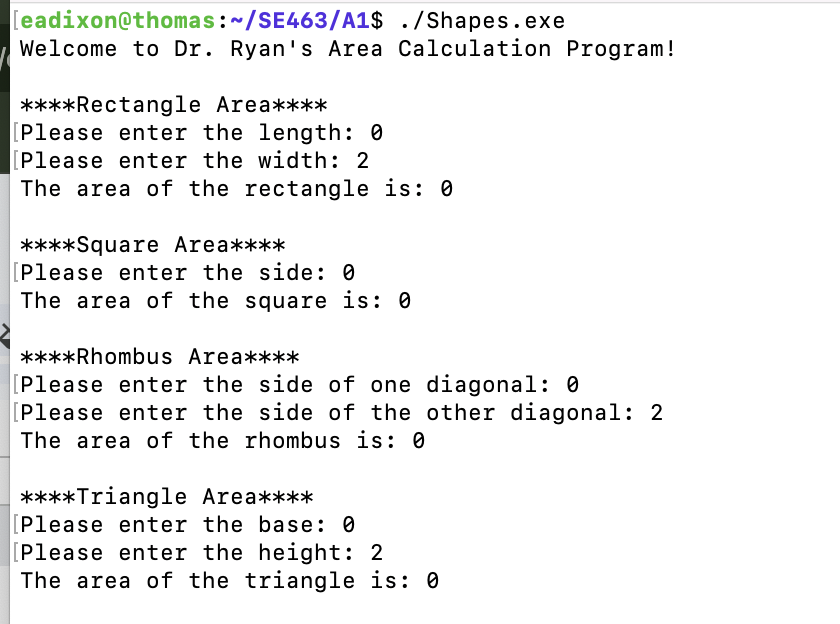 [eadixon@thomas:~/SE463/A1$ ./Shapes.exe
Welcome to Dr. Ryan's Area Calculation Program!
****Rectangle Area****
[Please enter the length: 0
[Please enter the width: 2
The area of the rectangle is: 0
****Square Area****
[Please enter the side: 0
The area of the square is: 0
****Rhombus Area****
[Please enter the side of one diagonal: 0
[Please enter the side of the other diagonal: 2
The area of the rhombus is: 0
****Triangle Area****
[Please enter the base: 0
[Please enter the height: 2
The area of the triangle is: 0